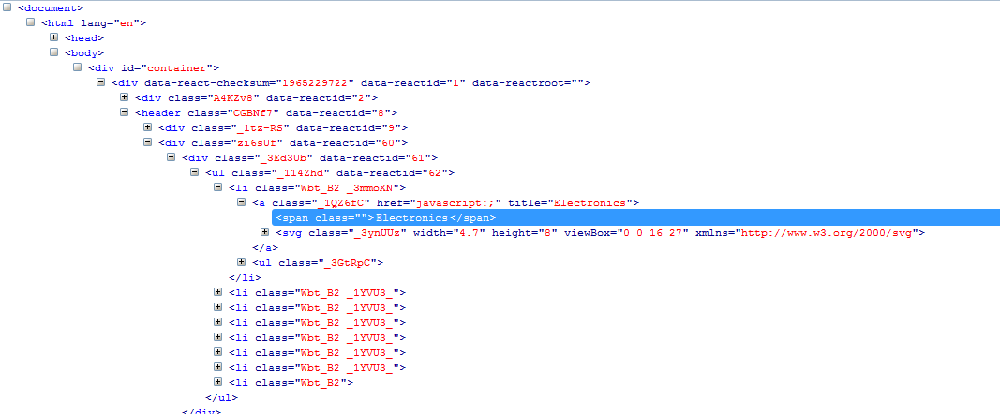 <document>
<html lang="en">
<head>
<body>
<div id="container">
<div data-react-checksum="1965229722" data-reactid="1" data-reactroot="">
<div class="A4KZv8" data-reactid="2">
<header class="CGBNf7" data-reactid="8">
<div class="_1tz-RS" data-reactid="9">
<div class="zi6sUf" data-reactid="60">
<div class="_3Ed3Ub" data-reactid="61">
<ul class="_114Zhd" data-reactid="62">
<li class="Wbt_B2 _3mmoXN">
<a class="_1QZ6fC" href="javascript:;" title="Electronics">
<span class="">Electronics</span>
<svg class="_3ynUUz" width="4.7" height="8" viewBox="0 0 16 27" xmlns="http://www.w3.org/2000/svg">
</a>
<ul class="_3GtRpC">
</li>
<li class="Wbt_B2 _1YVU3_">
<li class="Wbt_B2 _1YVU3_">
<li class="Wbt_B2 _1YVU3_">
<li class="Wbt_B2 _1YVU3_">
<li class="Wbt_B2 _1YVU3_">
<li class="Wbt_B2 _1YVU3_">
<li class="Wbt_B2">
</ul>
</div>